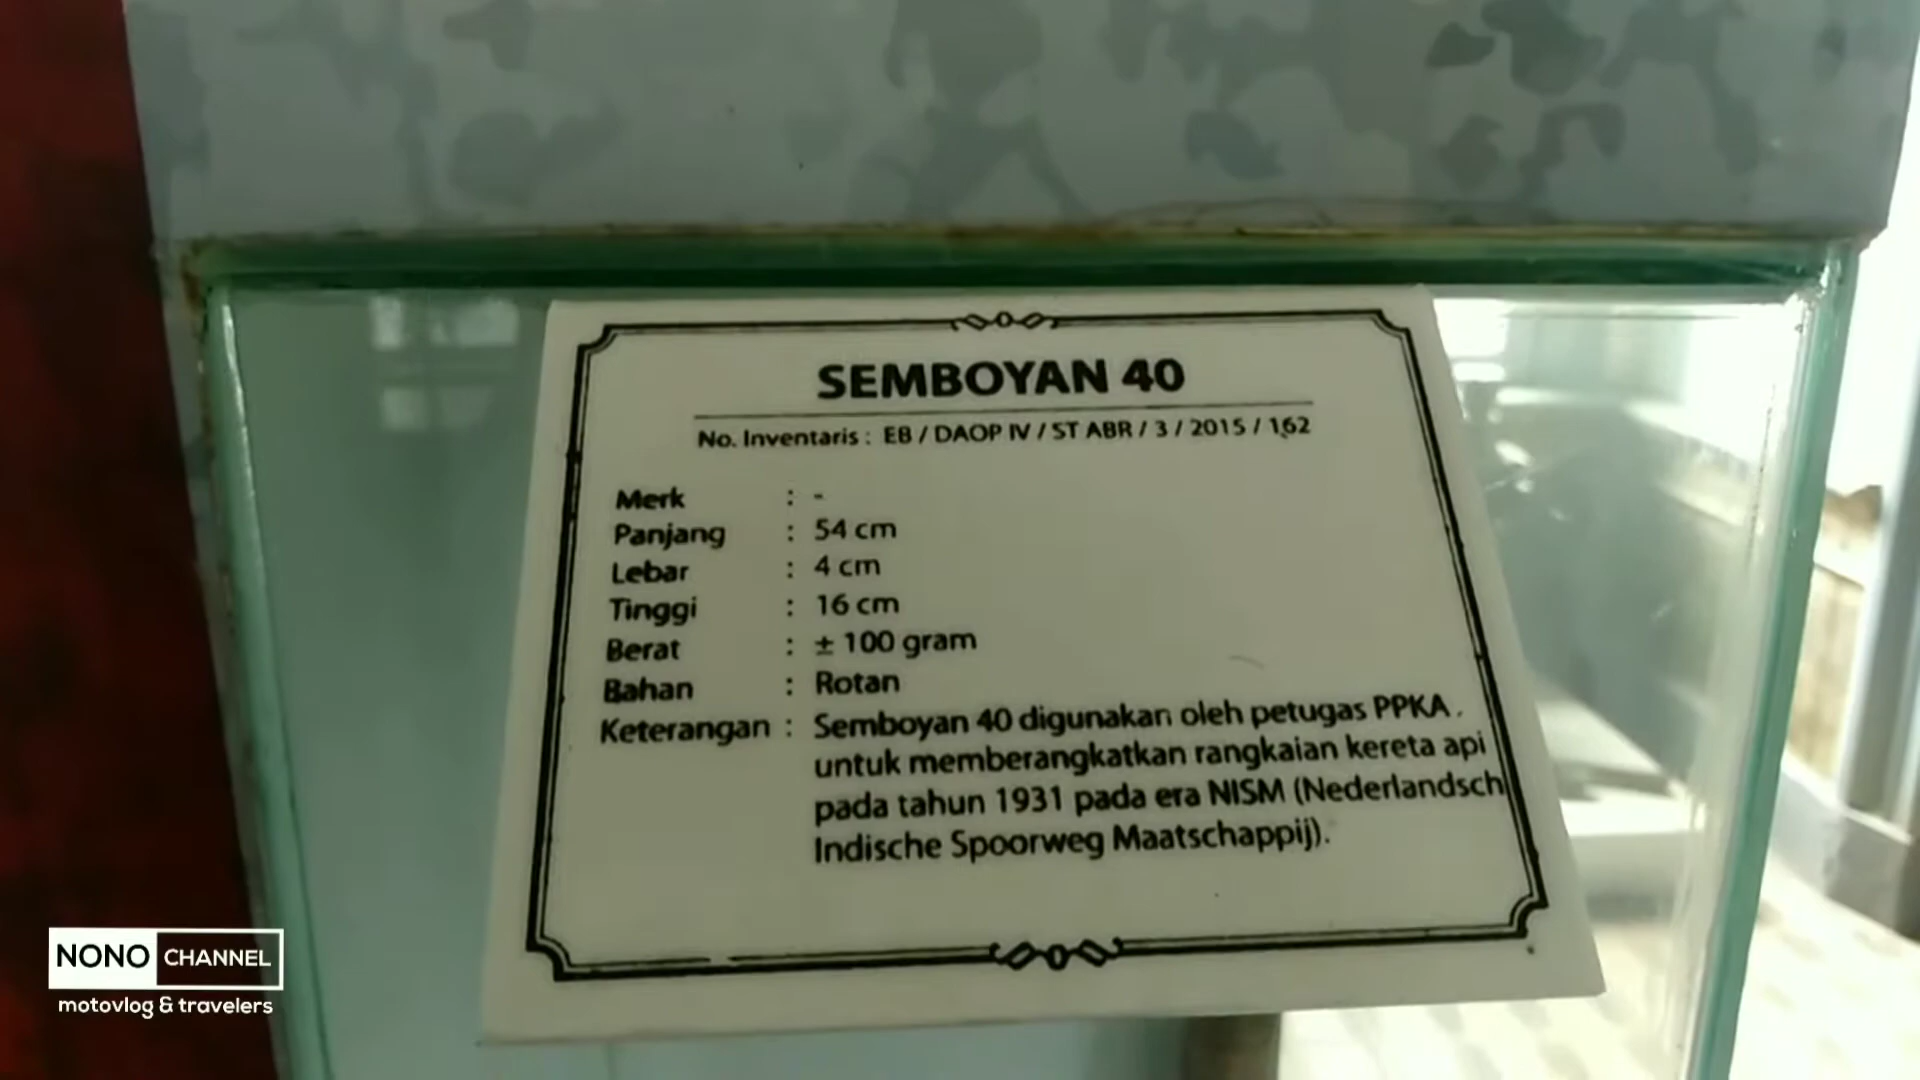 SEMBOYAN 40
No. Inventaris : EB / DAOP IV / ST ABR / 3 / 2015 / 162
Merk : -
Panjang : 54 cm
Lebar : 4 cm
Tinggi : 16 cm
Berat : ± 100 gram
Bahan : Rotan
Keterangan : Semboyan 40 digunakan oleh petugas PPKA .
untuk memberangkatkan rangkaian kereta api
pada tahun 1931 pada era NISM (Nederlandsch
Indische Spoorweg Maatschappij).
NONO CHANNEL
motovlog & travelers